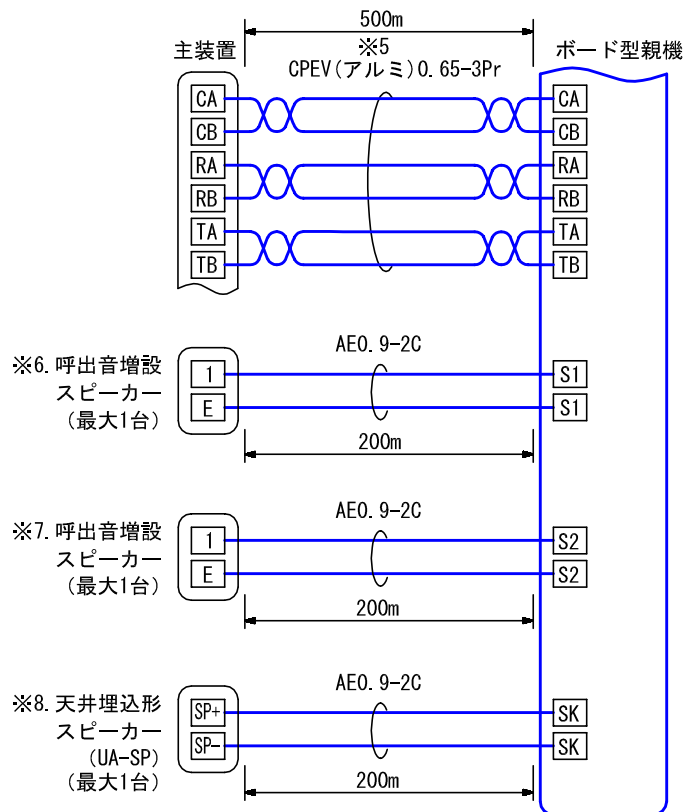 500m
主装置
※5
ボード型親機
CPEV(アルミ)0.65-3Pr
CA
CA
CB
CB
RA
RA
RB
RB
TA
TA
TB
TB
※6. 呼出音増設
スピーカー
(最大1台)
AE0.9-2C
1
S1
E
S1
200m
※7. 呼出音増設
スピーカー
(最大1台)
AE0.9-2C
1
S2
E
S2
200m
※8. 天井埋込形
スピーカー
(UA-SP)
(最大1台)
AE0.9-2C
SP+
SK
SP-
SK
200m